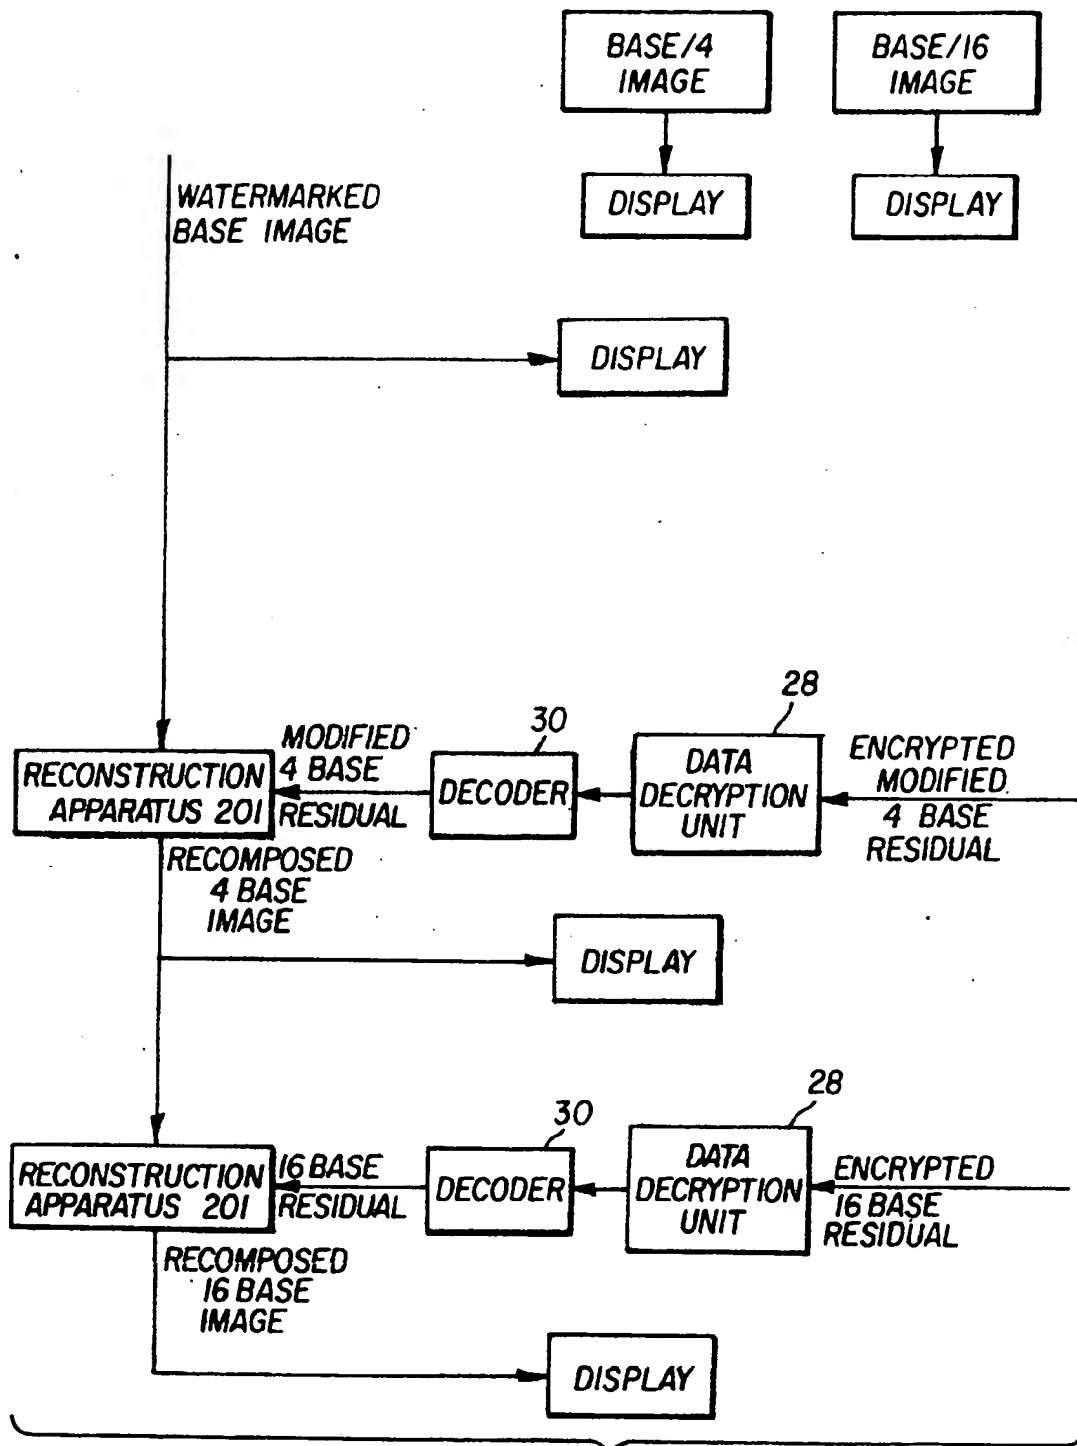 BASE/4
IMAGE
BASE/16
IMAGE
DISPLAY
DISPLAY
WATERMARKED
BASE IMAGE
DISPLAY
28
30
MODIFIED
4 BASE
RESIDUAL
RECONSTRUCTION
APPARATUS 201
DECODER
DATA
DECRYPTION
UNIT
ENCRYPTED
MODIFIED
4 BASE
RESIDUAL
RECOMPOSED
4 BASE
IMAGE
DISPLAY
28
30
RECONSTRUCTION
APPARATUS 201
16 BASE
RESIDUAL
DECODER
DATA
DECRYPTION
UNIT
ENCRYPTED
16 BASE
RESIDUAL
RECOMPOSED
16 BASE
IMAGE
DISPLAY